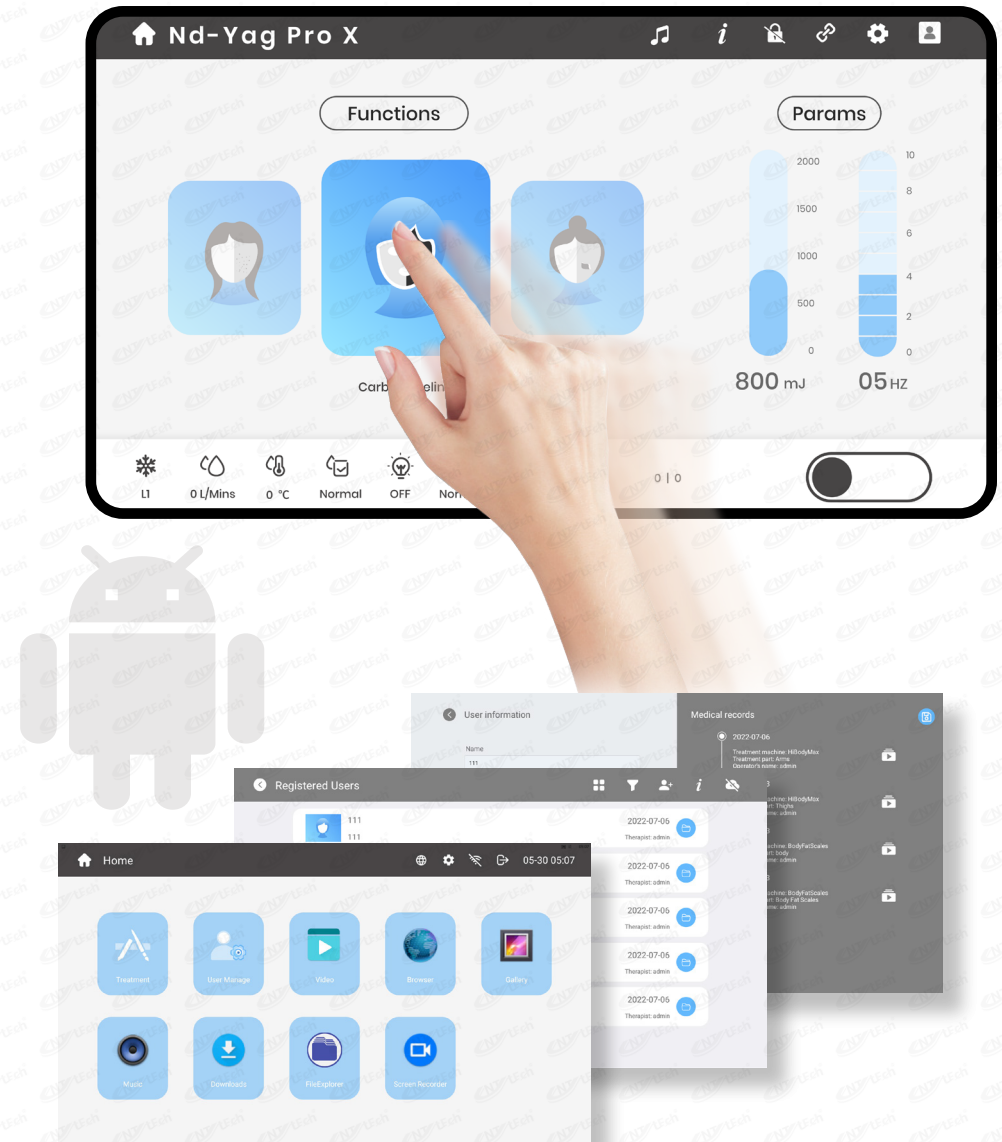 Nd-Yag Pro X
Functions
Params
2000
1500
1000
500
0
10
8
6
4
2
0
800 mJ
05 HZ
L1
0 L/Mins
0 °C
Normal
OFF
0 | 0
User information
Name
111
Medical records
2022-07-06
Treatment machine: HiBodyMax
Treatment part: Arms
Operator's name: admin
Registered Users
111
111
2022-07-06
Therapist: admin
2022-07-06
Therapist: admin
2022-07-06
Therapist: admin
2022-07-06
Therapist: admin
2022-07-06
Therapist: admin
Home
05-30 05:07
Treatment
User Manage
Video
Browser
Gallery
Music
Downloads
FileExplorer
Screen Recorder